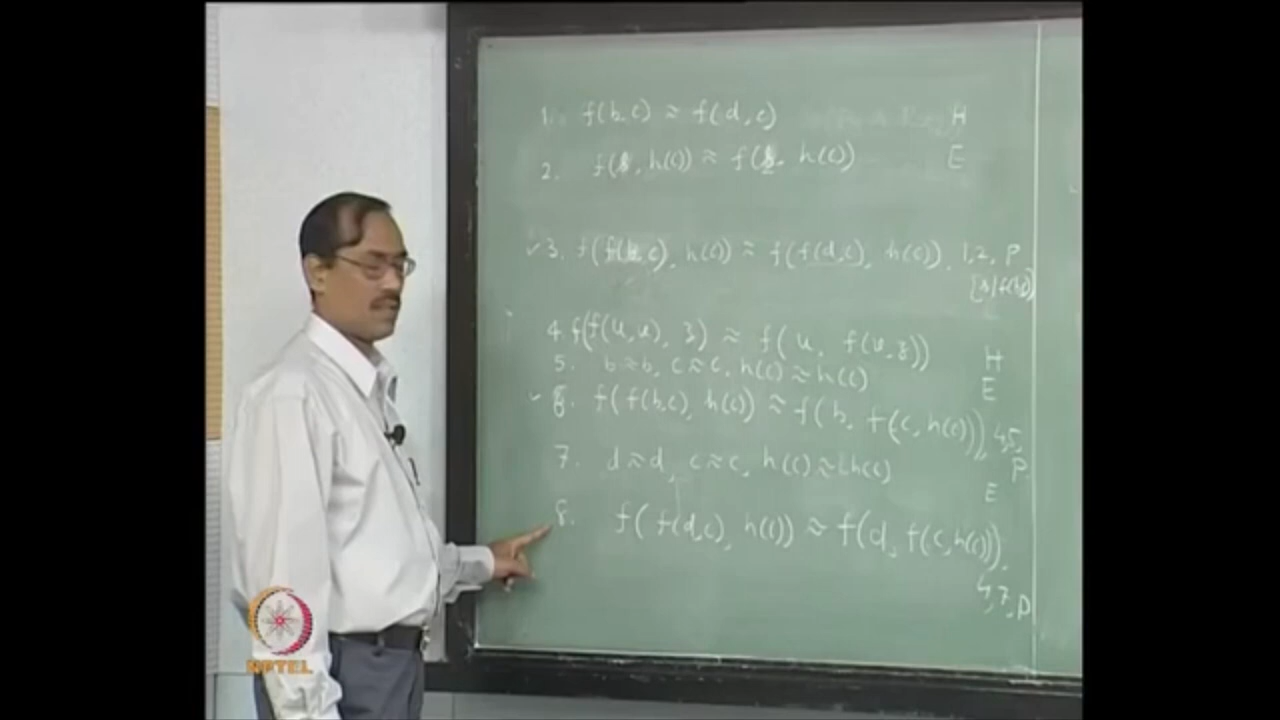 1. f(b,c) ≈ f(d,c) H
2. f(z, h(c)) ≈ f(z, h(c)) E
✓ 3. f(f(b,c), h(c)) ≈ f(f(d,c), h(c)), 1,2, P
[z/f(b,c)]
4. f(f(u,v), z) ≈ f(u, f(v,z)) H
5. b≈b, c≈c, h(c)≈h(c) E
✓ 6. f(f(b,c), h(c)) ≈ f(b, f(c,h(c))), 4,5,
P
7. d≈d, c≈c, h(c)≈h(c)
E
8. f(f(d,c), h(c)) ≈ f(d, f(c,h(c))),
4,7,P
NPTEL